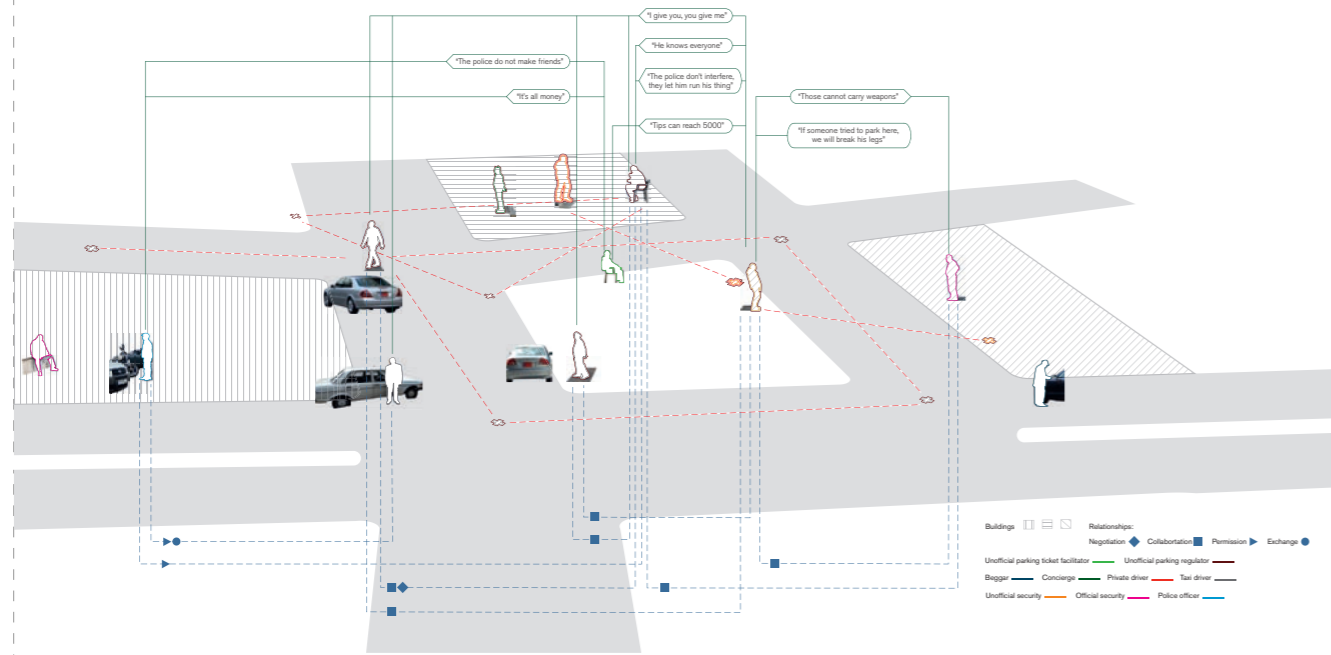 "I give you, you give me"
"He knows everyone"
"The police do not make friends"
"The police don't interfere,
they let him run his thing"
"It's all money"
"Those cannot carry weapons"
"Tips can reach 5000"
"If someone tried to park here,
we will break his legs"
Buildings
Relationships:
Negotiation
Collabortation
Permission
Exchange
Unofficial parking ticket facilitator
Unofficial parking regulator
Beggar
Concierge
Private driver
Taxi driver
Unofficial security
Official security
Police officer